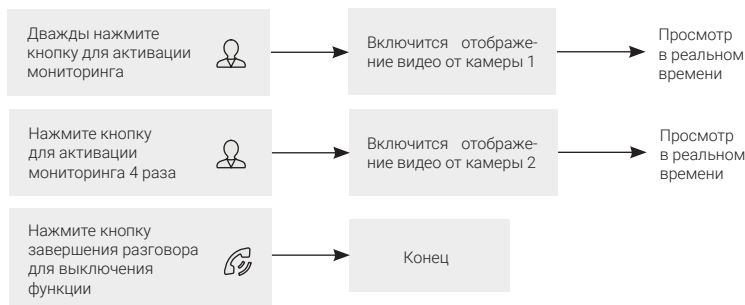 Дважды нажмите
кнопку для активации
мониторинга
Включится отображе-
ние видео от камеры 1
Просмотр
в реальном
времени
Нажмите кнопку
для активации
мониторинга 4 раза
Включится отображе-
ние видео от камеры 2
Просмотр
в реальном
времени
Нажмите кнопку
завершения разговора
для выключения
функции
Конец